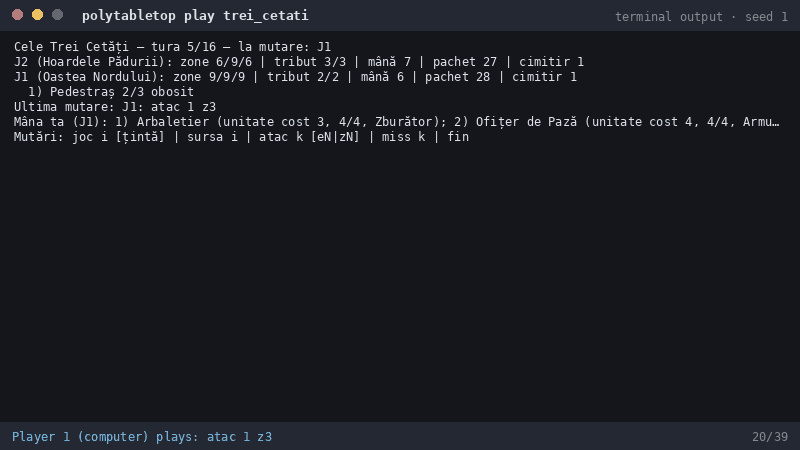 polytabletop play trei_cetati
terminal output · seed 1
Cele Trei Cetăți — tura 5/16 — la mutare: J1
J2 (Hoardele Pădurii): zone 6/9/6 | tribut 3/3 | mână 7 | pachet 27 | cimitir 1
J1 (Oastea Nordului): zone 9/9/9 | tribut 2/2 | mână 6 | pachet 28 | cimitir 1
1) Pedestraș 2/3 obosit
Ultima mutare: J1: atac 1 z3
Mâna ta (J1): 1) Arbaletier (unitate cost 3, 4/4, Zburător); 2) Ofițer de Pază (unitate cost 4, 4/4, Armu…
Mutări: joc i [țintă] | sursa i | atac k [eN|zN] | miss k | fin
Player 1 (computer) plays: atac 1 z3
20/39